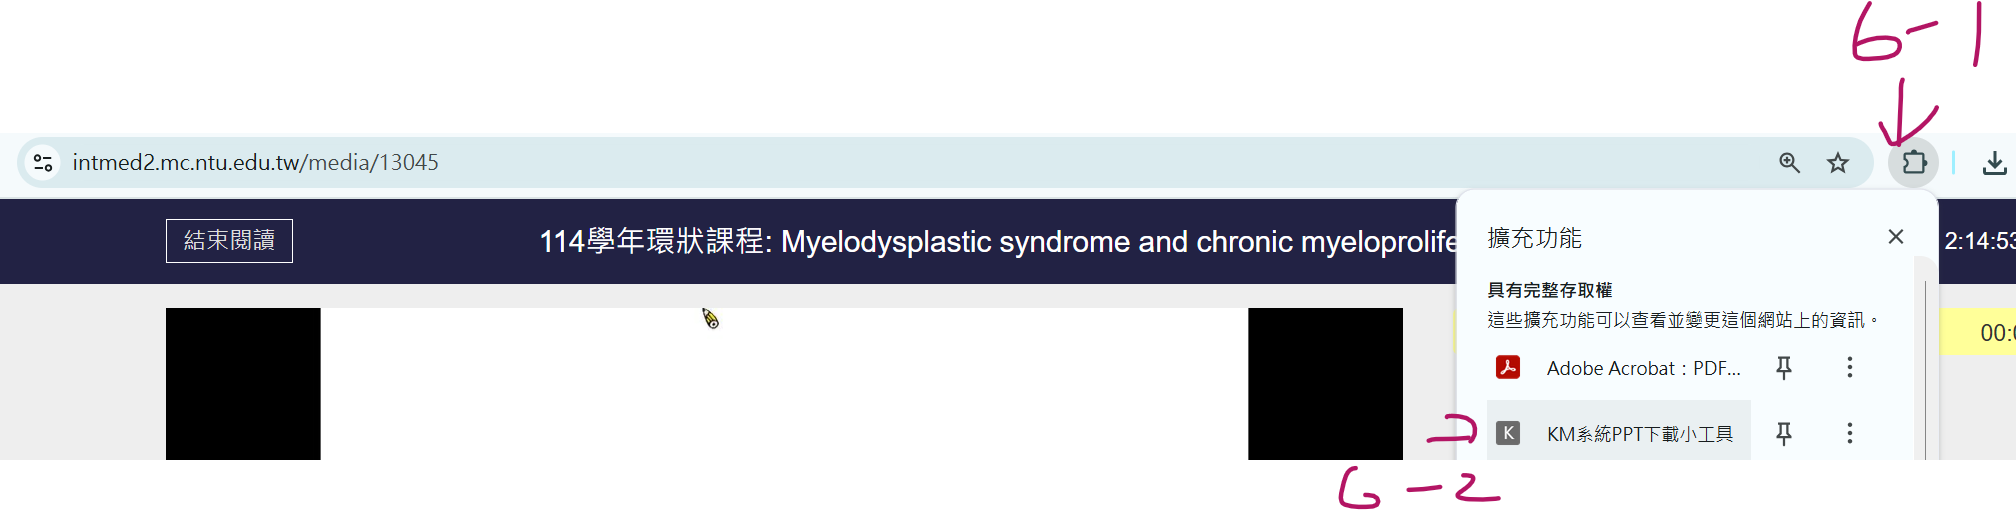 6-1
intmed2.mc.ntu.edu.tw/media/13045
結束閱讀
114學年環狀課程: Myelodysplastic syndrome and chronic myeloprolife
2:14:53
擴充功能
具有完整存取權
這些擴充功能可以查看並變更這個網站上的資訊。
00:0
Adobe Acrobat：PDF...
K KM系統PPT下載小工具
6-2